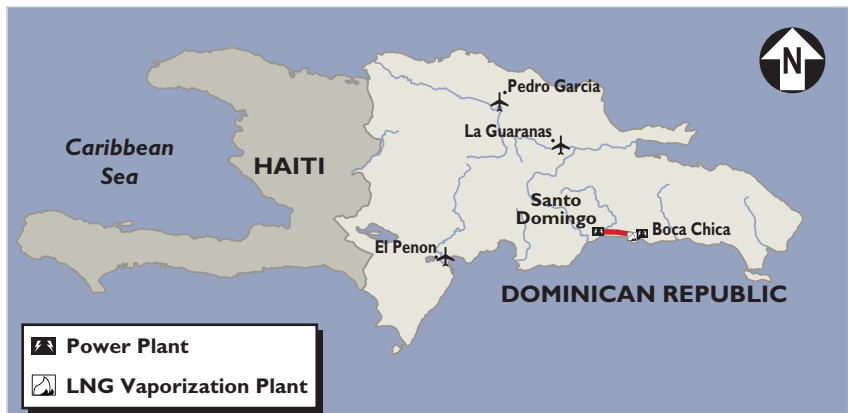 N
Pedro Garcia
La Guaranas
Caribbean
Sea
HAITI
Santo
Domingo
Boca Chica
El Penon
DOMINICAN REPUBLIC
Power Plant
LNG Vaporization Plant